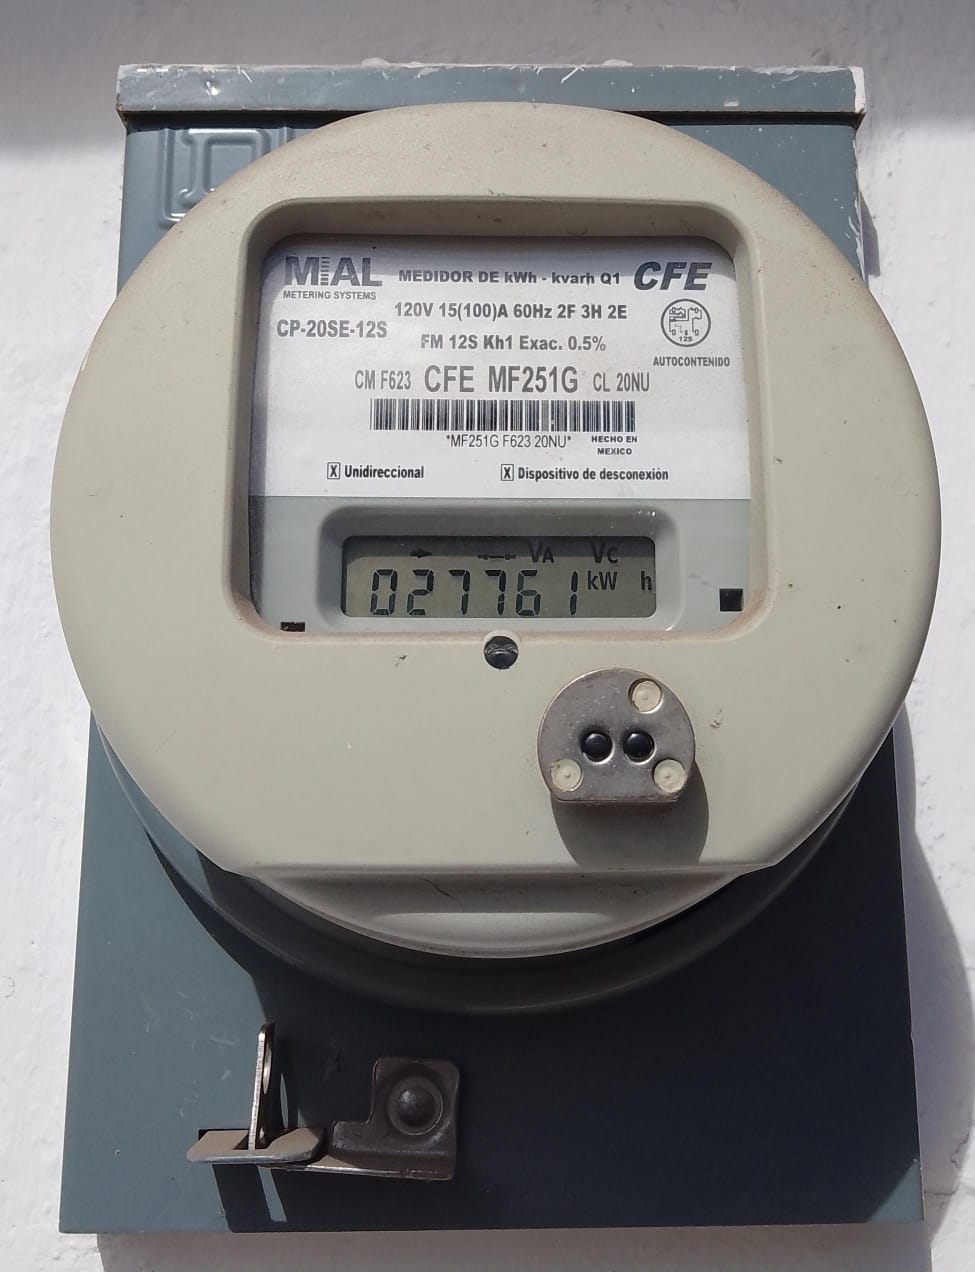 MIAL
METERING SYSTEMS
MEDIDOR DE kWh - kvarh Q1
CFE
120V 15(100)A 60Hz 2F 3H 2E
CP-20SE-12S
FM 12S Kh1 Exac. 0.5%
12S
AUTOCONTENIDO
CM F623 CFE MF251G CL 20NU
*MF251G F623 20NU*
HECHO EN
MEXICO
X Unidireccional
X Dispositivo de desconexión
VA VC
027761 kW h